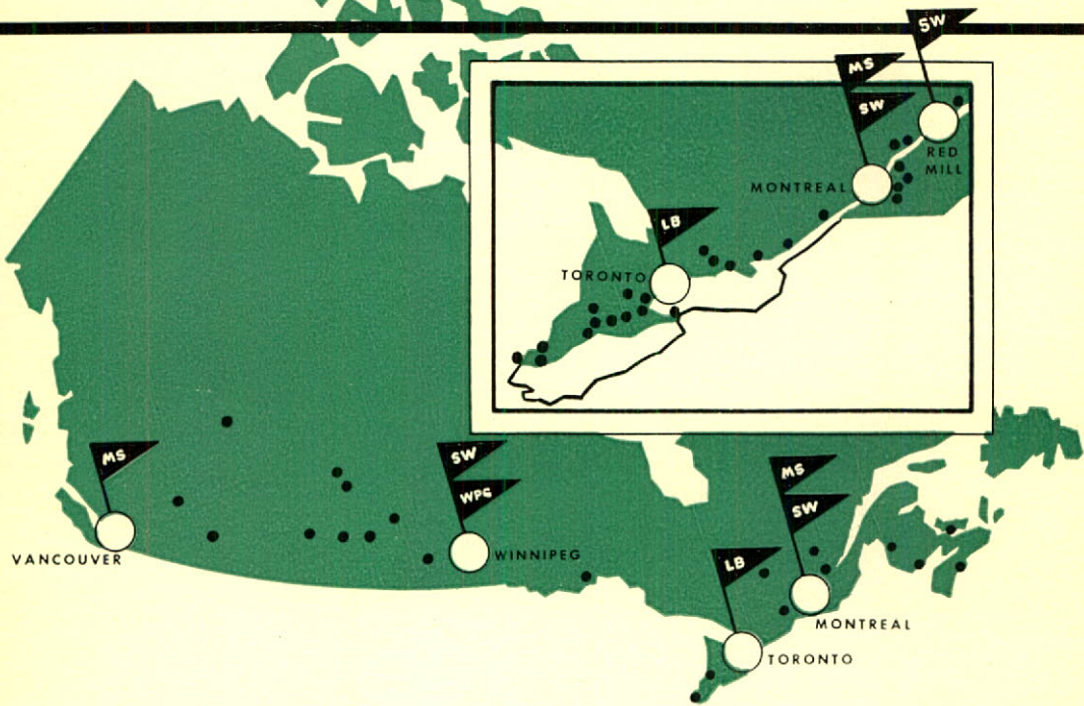 SW
MS
SW
RED
MILL
MONTREAL
LB
TORONTO
MS
VANCOUVER
SW
WPG
WINNIPEG
MS
SW
LB
MONTREAL
TORONTO